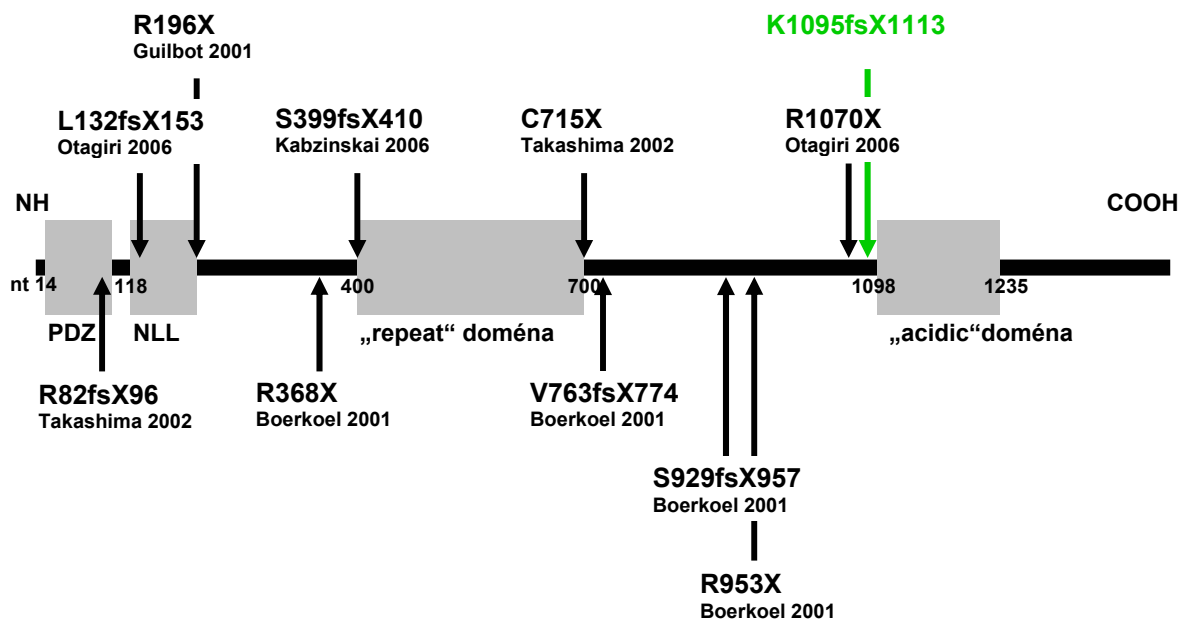 R196X
Guilbot 2001
K1095fsX1113
L132fsX153
Otagiri 2006
S399fsX410
Kabzinskai 2006
C715X
Takashima 2002
R1070X
Otagiri 2006
NH
COOH
nt 14
118
400
700
1098
1235
PDZ
NLL
„repeat“ doména
„acidic“doména
R82fsX96
Takashima 2002
R368X
Boerkoel 2001
V763fsX774
Boerkoel 2001
S929fsX957
Boerkoel 2001
R953X
Boerkoel 2001